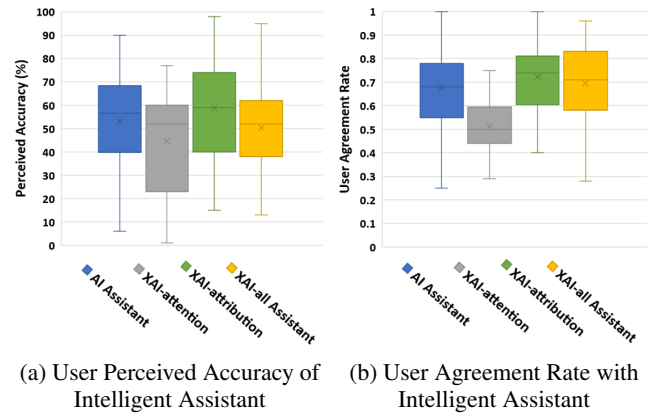 100
90
80
70
60
50
40
30
20
10
0
Perceived Accuracy (%)
AI Assistant
XAI-attention
XAI-attribution
XAI-all Assistant
(a) User Perceived Accuracy of
Intelligent Assistant
1
0.9
0.8
0.7
0.6
0.5
0.4
0.3
0.2
0.1
0
User Agreement Rate
AI Assistant
XAI-attention
XAI-attribution
XAI-all Assistant
(b) User Agreement Rate with
Intelligent Assistant